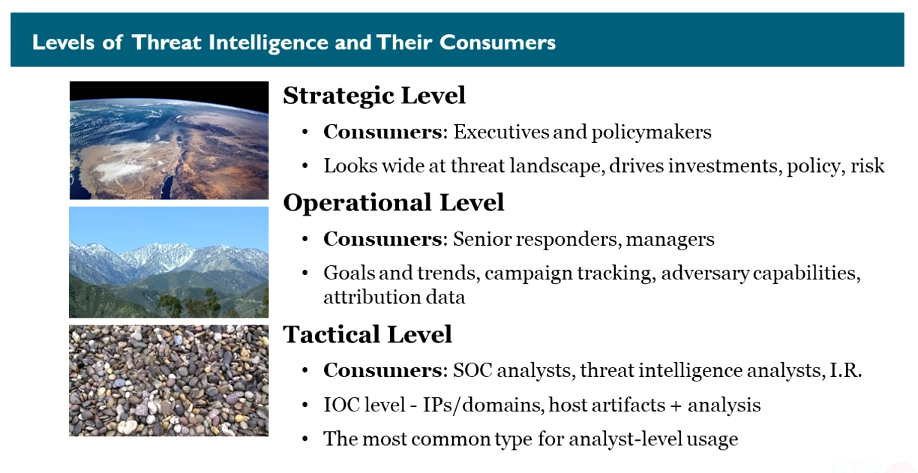 Levels of Threat Intelligence and Their Consumers
Strategic Level
• Consumers: Executives and policymakers
• Looks wide at threat landscape, drives investments, policy, risk
Operational Level
• Consumers: Senior responders, managers
• Goals and trends, campaign tracking, adversary capabilities,
attribution data
Tactical Level
• Consumers: SOC analysts, threat intelligence analysts, I.R.
• IOC level - IPs/domains, host artifacts + analysis
• The most common type for analyst-level usage